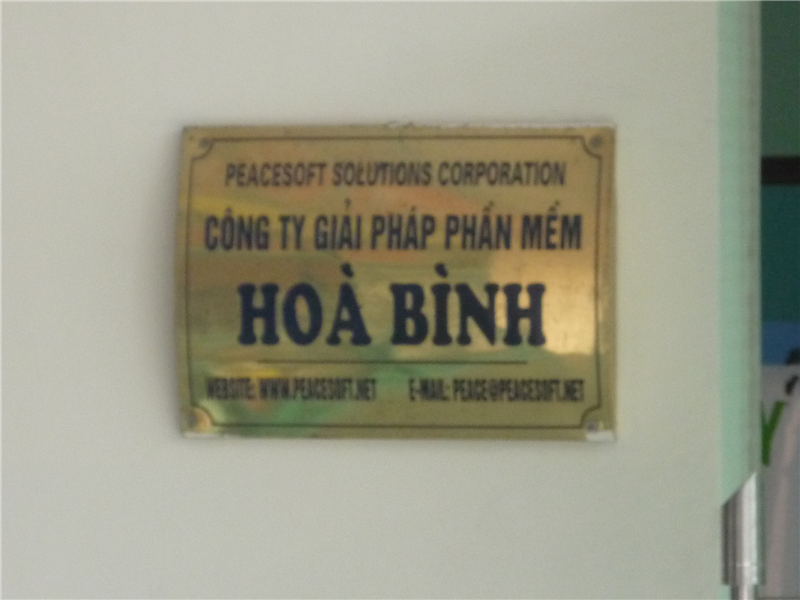 PEACESOFT SOLUTIONS CORPORATION
CÔNG TY GIẢI PHÁP PHẦN MỀM
HOÀ BÌNH
WEBSITE: WWW.PEACESOFT.NET E-MAIL: PEACE@PEACESOFT.NET